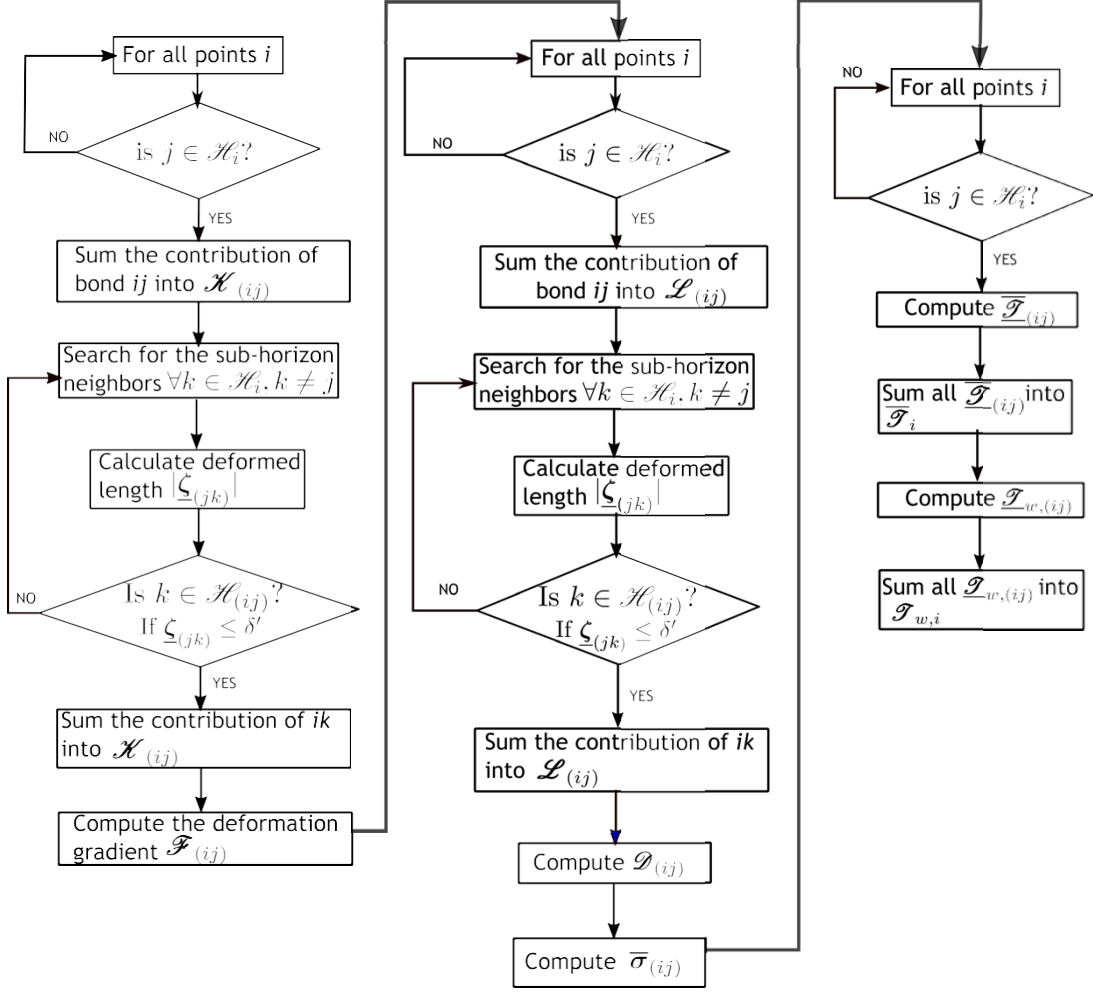 For all points i
is j ∈ ℋ_i?
NO
YES
Sum the contribution of
bond ij into 𝒦_(ij)
Search for the sub-horizon
neighbors ∀k ∈ ℋ_i, k ≠ j
Calculate deformed
length |ζ_(jk)|
Is k ∈ ℋ_(ij)?
If ζ_(jk) ≤ δ′
NO
YES
Sum the contribution of ik
into 𝒦_(ij)
Compute the deformation
gradient ℱ_(ij)
For all points i
is j ∈ ℋ_i?
NO
YES
Sum the contribution of
bond ij into ℒ_(ij)
Search for the sub-horizon
neighbors ∀k ∈ ℋ_i, k ≠ j
Calculate deformed
length |ζ_(jk)|
Is k ∈ ℋ_(ij)?
If ζ_(jk) ≤ δ′
NO
YES
Sum the contribution of ik
into ℒ_(ij)
Compute 𝒟_(ij)
Compute σ̅_(ij)
NO
For all points i
is j ∈ ℋ_i?
YES
Compute 𝒯̲̅_(ij)
Sum all 𝒯̲̅_(ij) into
𝒯̅_i
Compute 𝒯̲_w,(ij)
Sum all 𝒯̲_w,(ij) into
𝒯_w,i